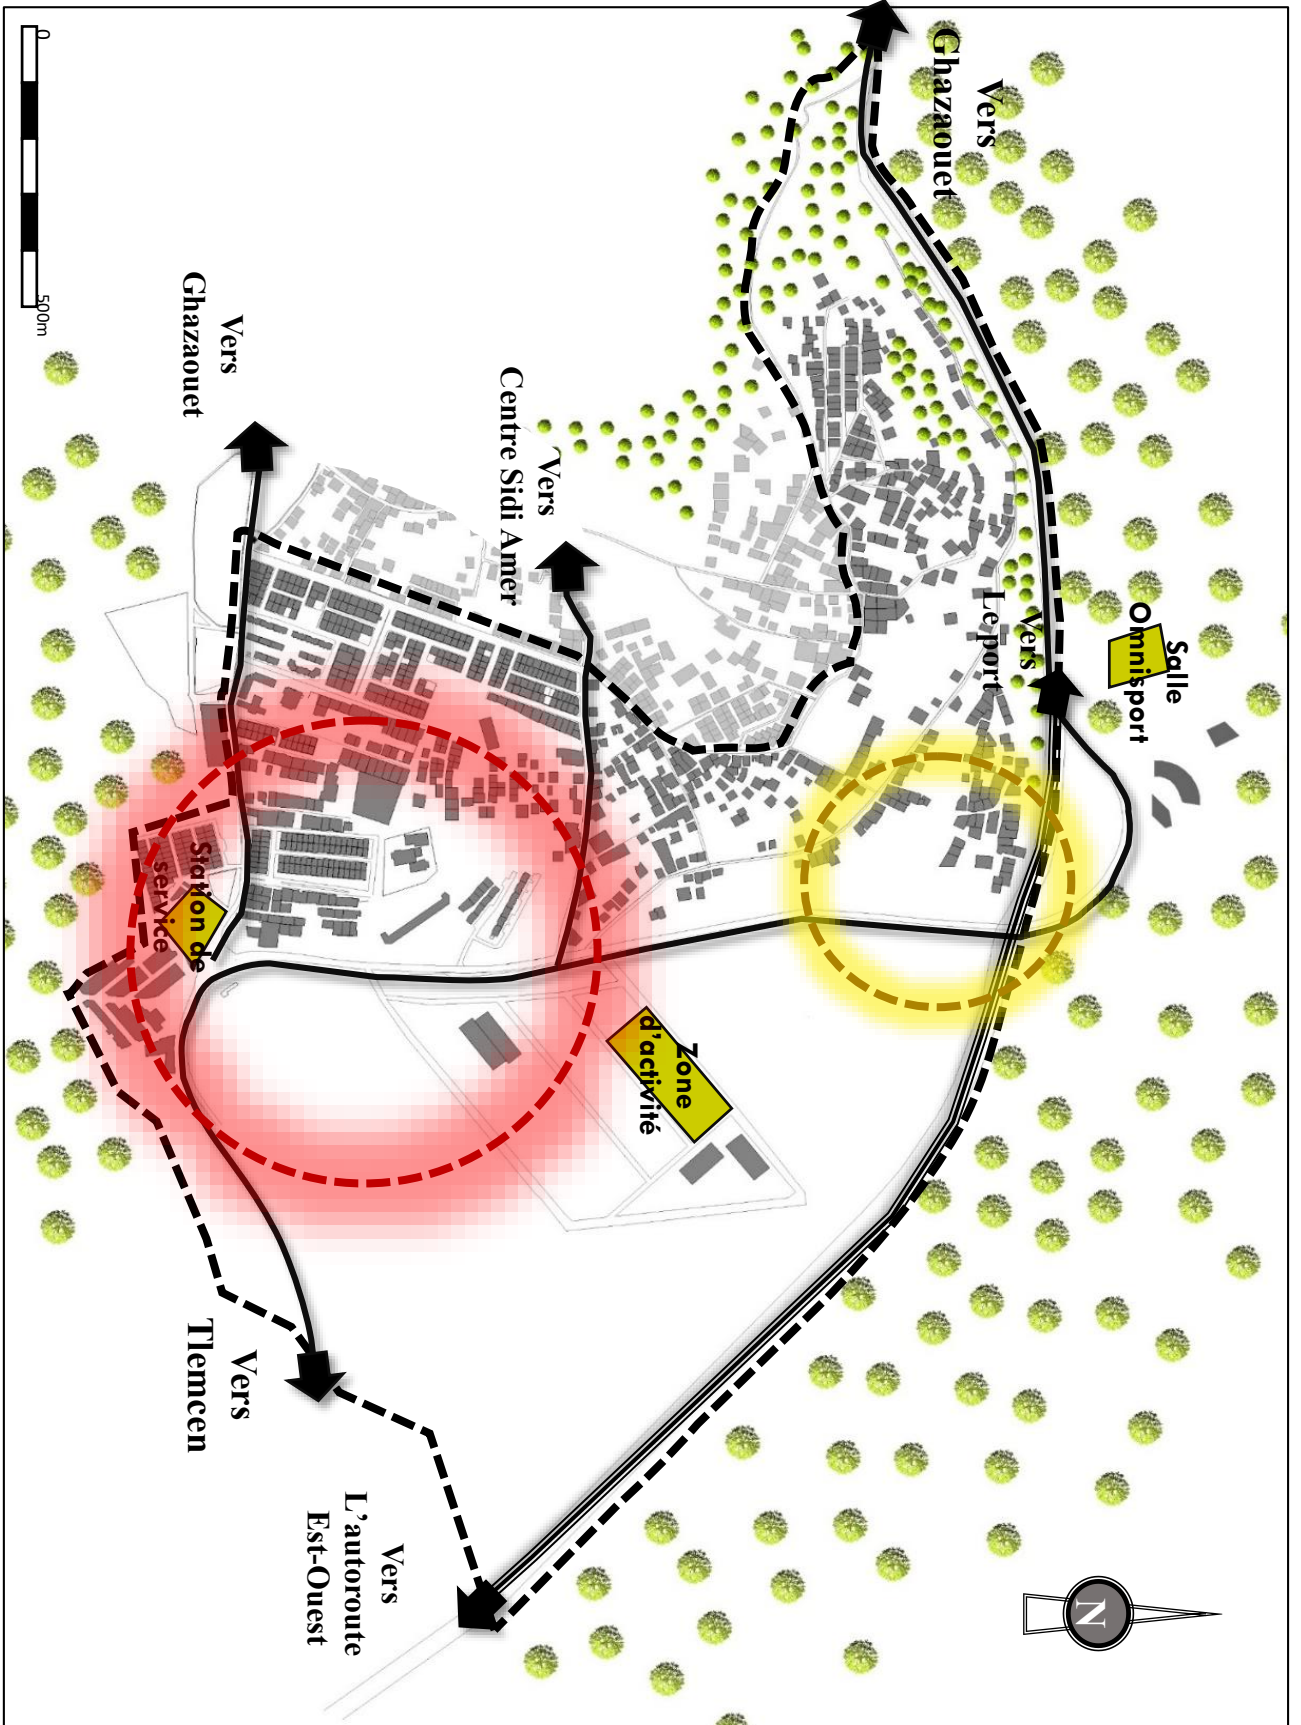 Vers
Ghazaouet
Salle
Omnisport
Vers
Le port
Vers
Centre Sidi Amer
Vers
Ghazaouet
0
500m
Station de
service
Zone
d'activité
Vers
Tlemcen
Vers
L'autoroute
Est-Ouest
N